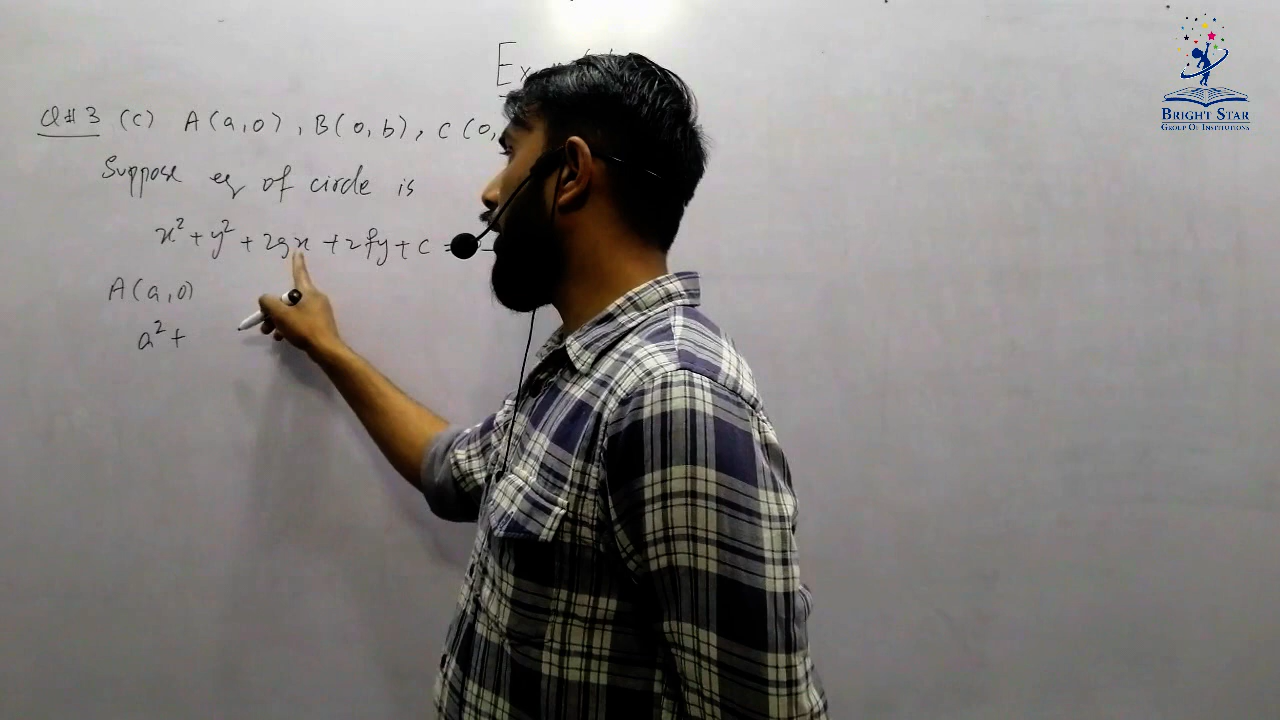 Ex
Q#3 (c) A(a,0), B(0,b), C(0,
Suppose eq of circle is
x² + y² + 2gx + 2fy + c =
A(a,0)
a² +
BRIGHT STAR
GROUP OF INSTITUTIONS